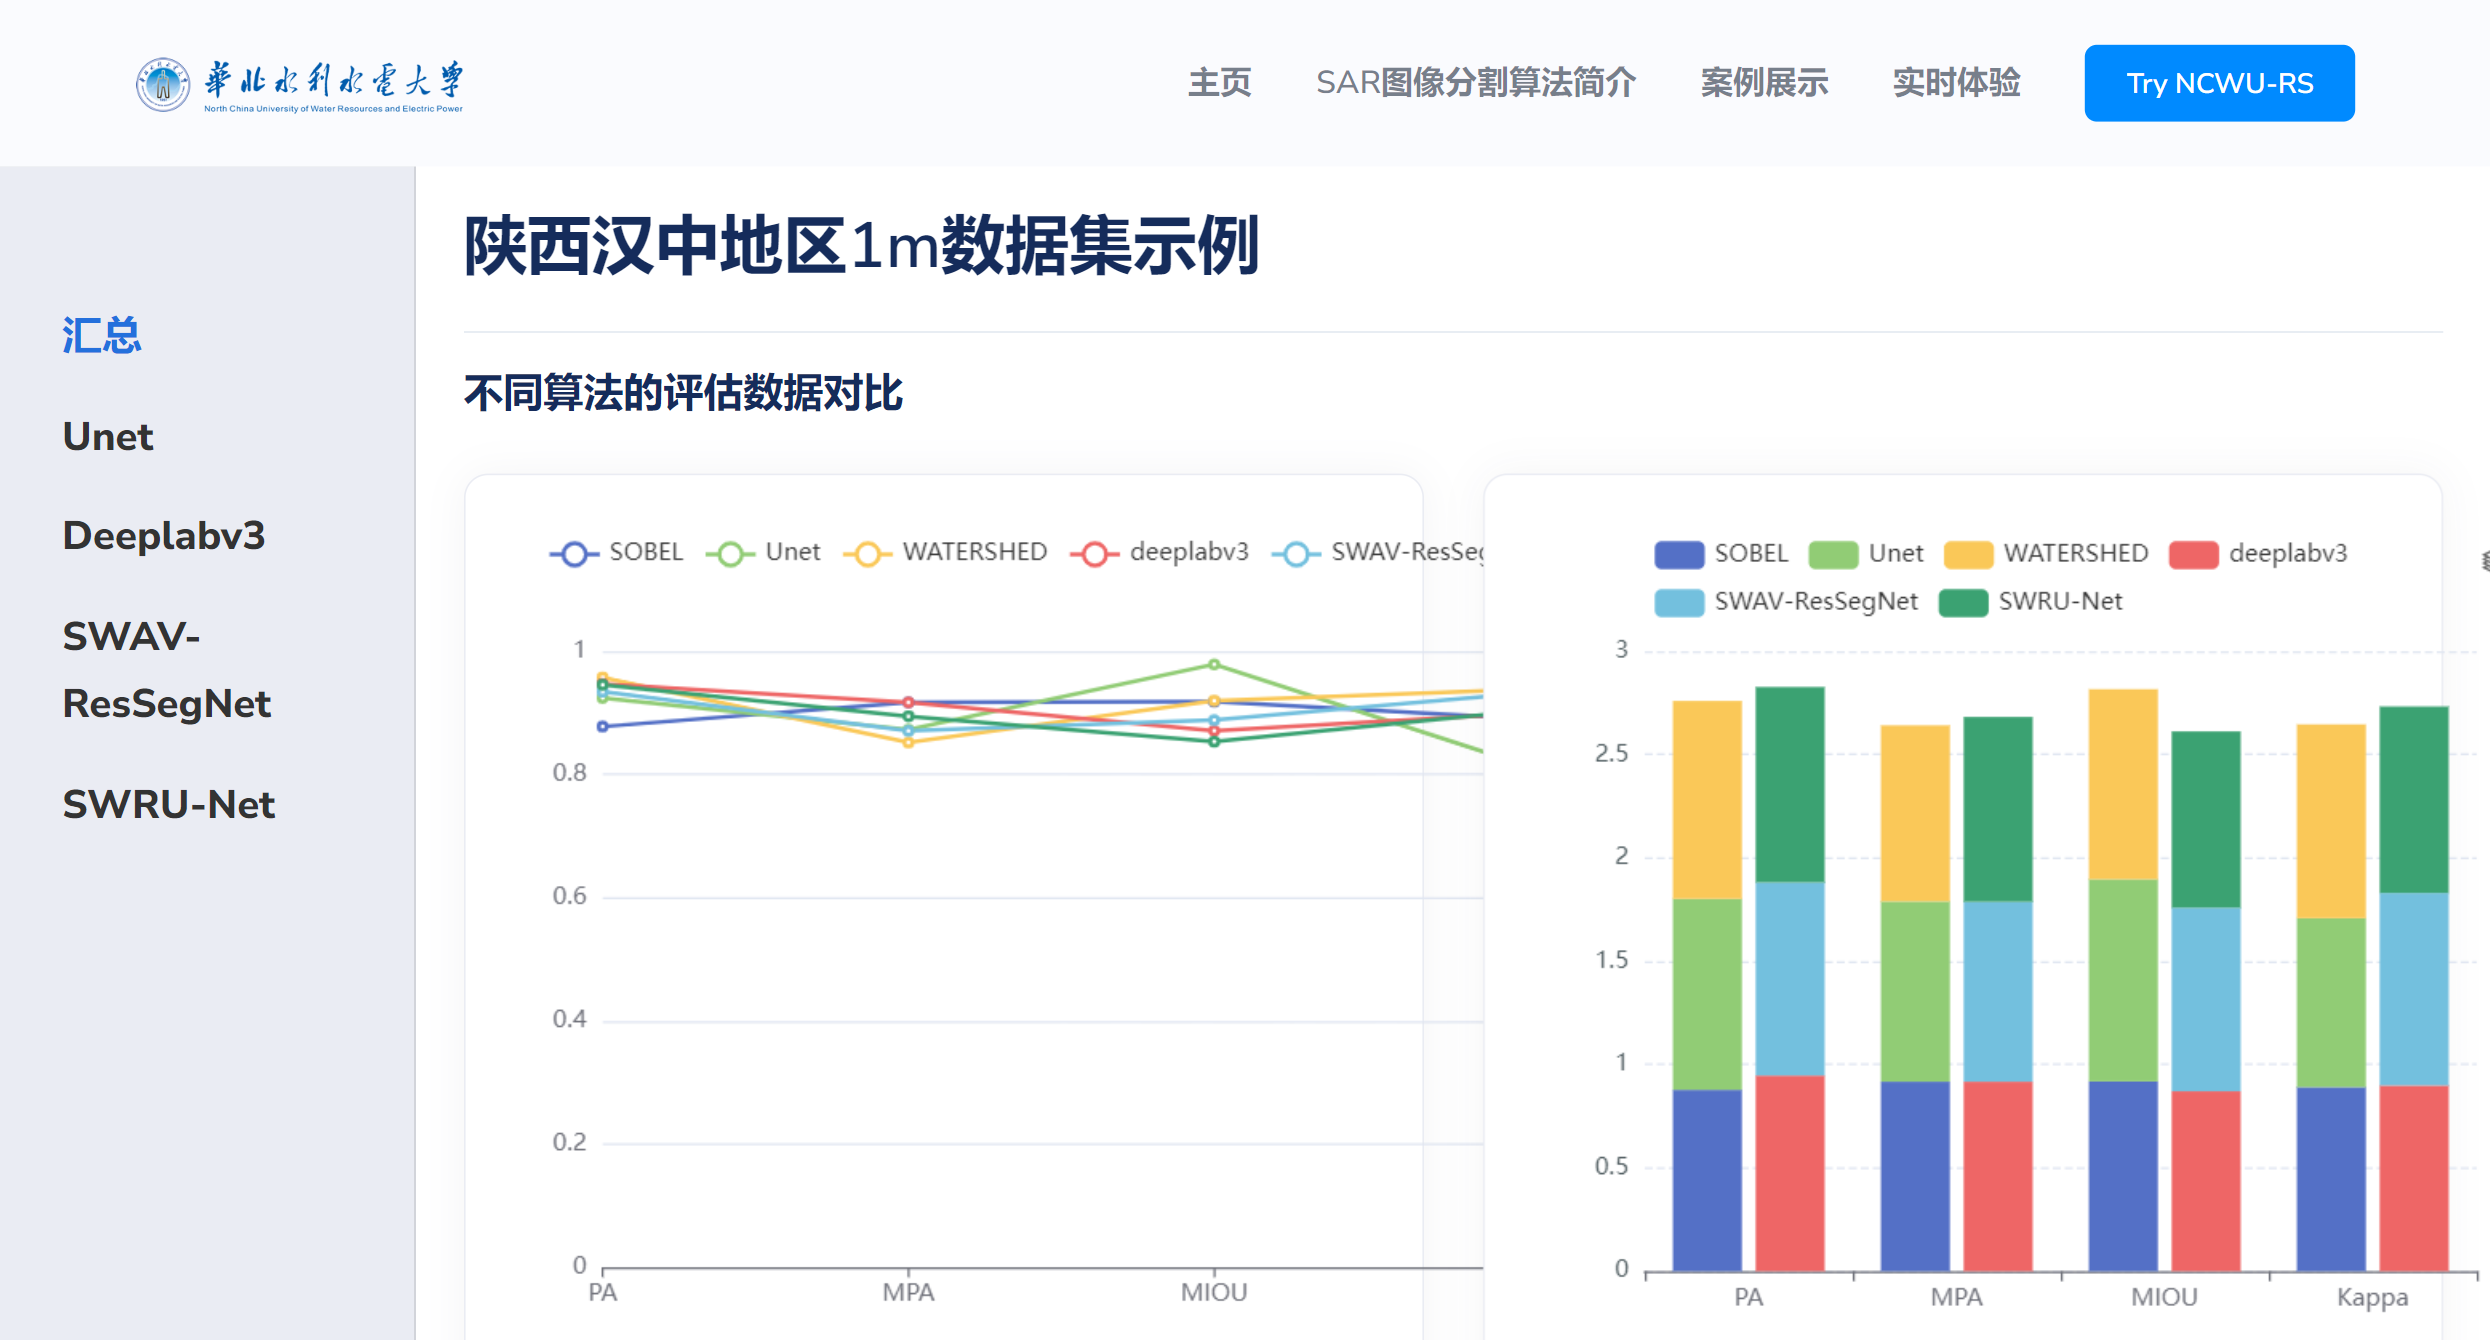 華北水利水電大學
North China University of Water Resources and Electric Power
主页 SAR图像分割算法简介 案例展示 实时体验 Try NCWU-RS
陕西汉中地区1m数据集示例
汇总
Unet
Deeplabv3
SWAV-
ResSegNet
SWRU-Net
不同算法的评估数据对比
SOBEL Unet WATERSHED deeplabv3 SWAV-ResSeg
1
0.8
0.6
0.4
0.2
0
PA MPA MIOU
SOBEL Unet WATERSHED deeplabv3
SWAV-ResSegNet SWRU-Net
3
2.5
2
1.5
1
0.5
0
PA MPA MIOU Kappa